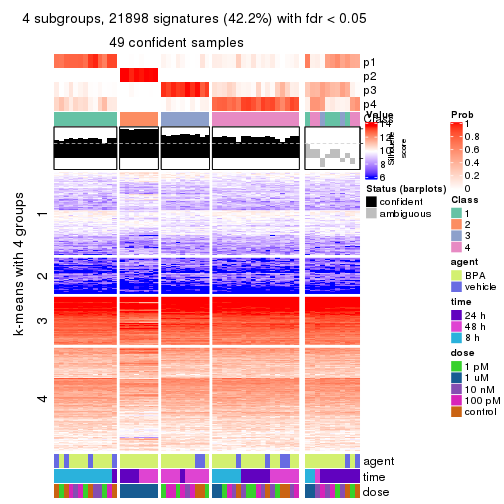 4 subgroups, 21898 signatures (42.2%) with fdr < 0.05
49 confident samples
p1
p2
p3
p4
Class
Silhouette
score
k-means with 4 groups
1
2
3
4
agent
time
dose
Value
14
12
10
8
6
Status (barplots)
confident
ambiguous
Prob
1
0.8
0.6
0.4
0.2
0
Class
1
2
3
4
agent
BPA
vehicle
time
24 h
48 h
8 h
dose
1 pM
1 uM
10 nM
100 pM
control